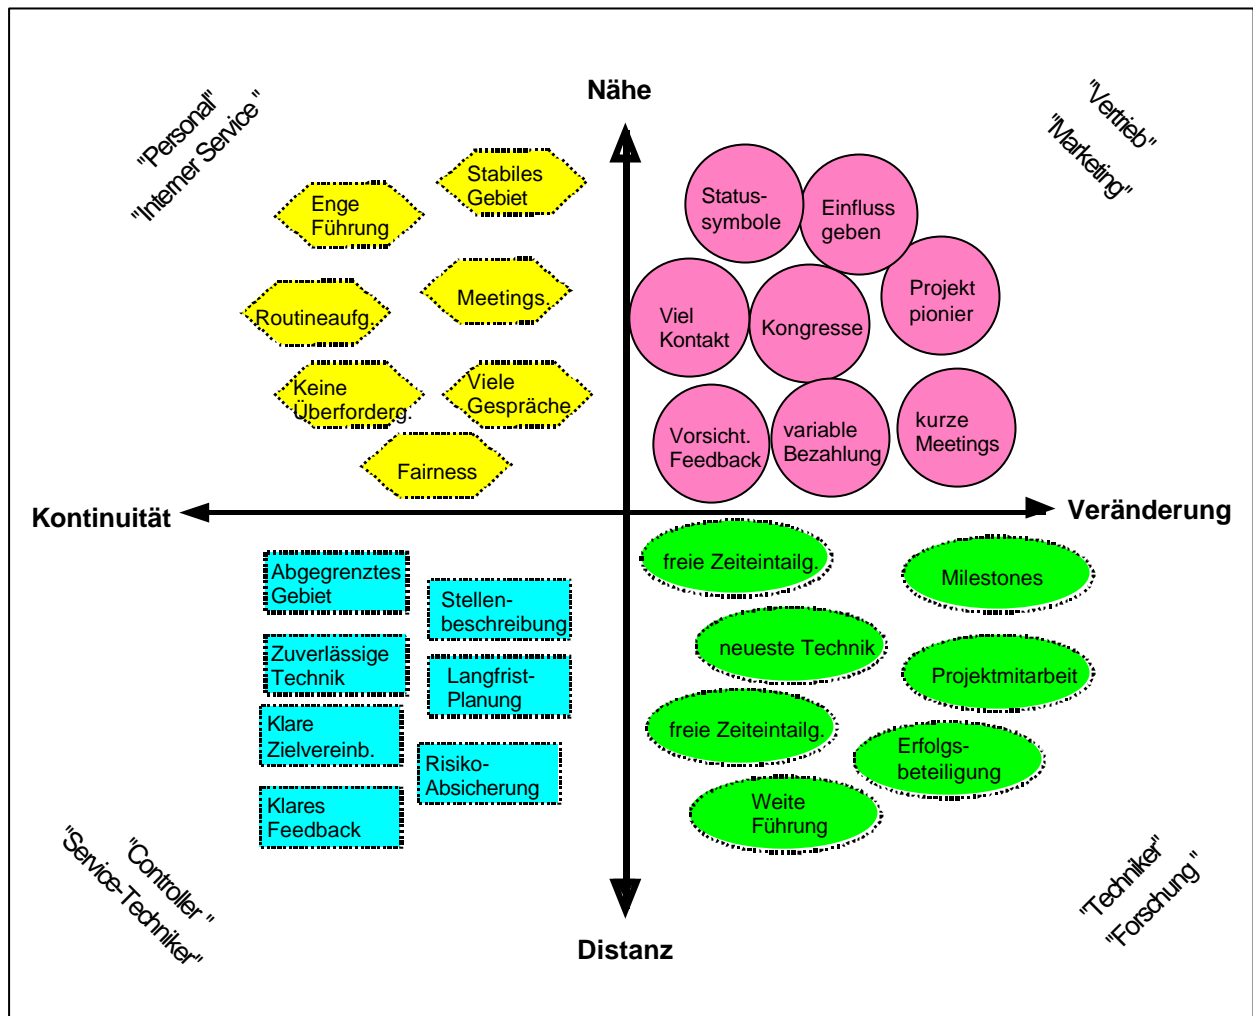 Nähe
"Personal"
"Interner Service "
"Vertrieb"
"Marketing"
Stabiles
Gebiet
Enge
Führung
Meetings.
Routineaufg.
Keine
Überforderg.
Viele
Gespräche
Fairness
Status-
symbole
Einfluss
geben
Projekt
pionier
Viel
Kontakt
Kongresse
Vorsicht.
Feedback
variable
Bezahlung
kurze
Meetings
Kontinuität
Veränderung
Abgegrenztes
Gebiet
Stellen-
beschreibung
Zuverlässige
Technik
Langfrist-
Planung
Klare
Zielvereinb.
Risiko-
Absicherung
Klares
Feedback
freie Zeiteintailg.
Milestones
neueste Technik
Projektmitarbeit
freie Zeiteintailg.
Erfolgs-
beteiligung
Weite
Führung
"Controller "
"Service-Techniker"
"Techniker"
"Forschung "
Distanz